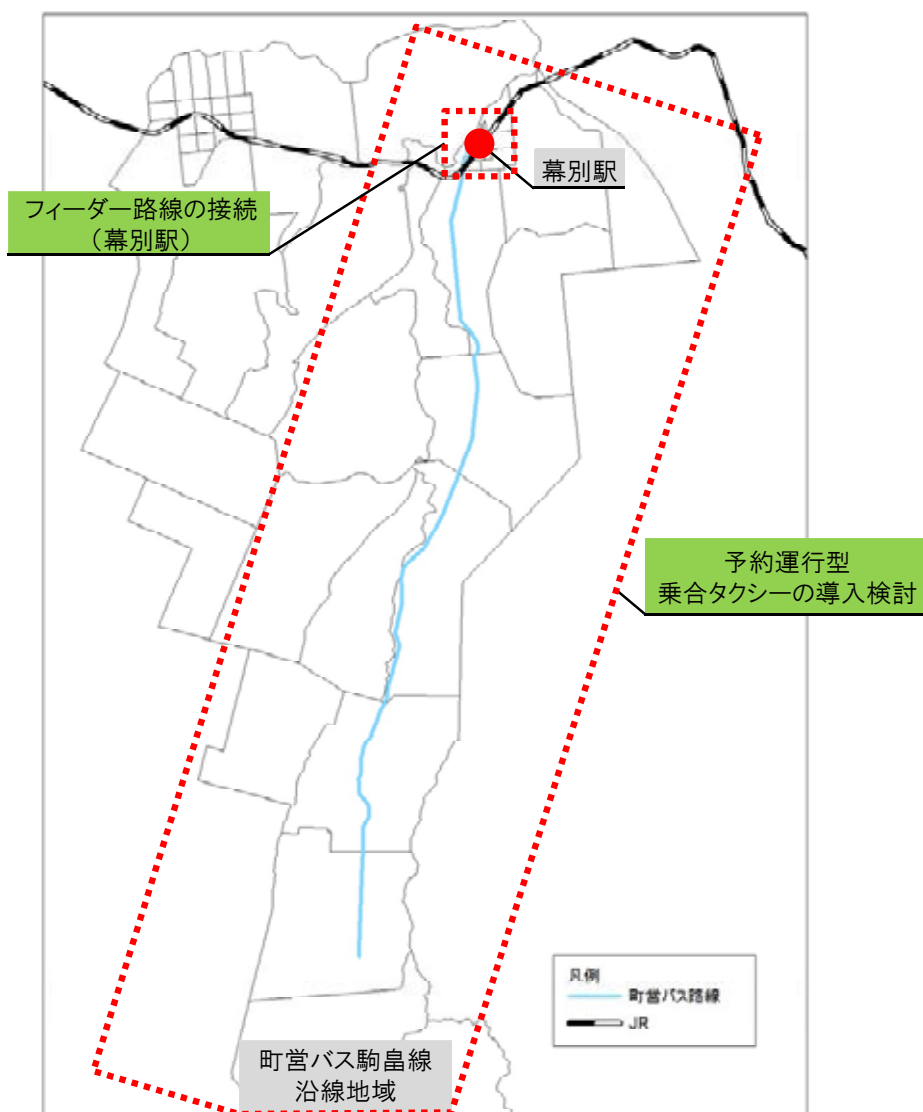 幕別駅
フィーダー路線の接続
（幕別駅）
予約運行型
乗合タクシーの導入検討
凡例
町営バス路線
JR
町営バス駒畠線
沿線地域